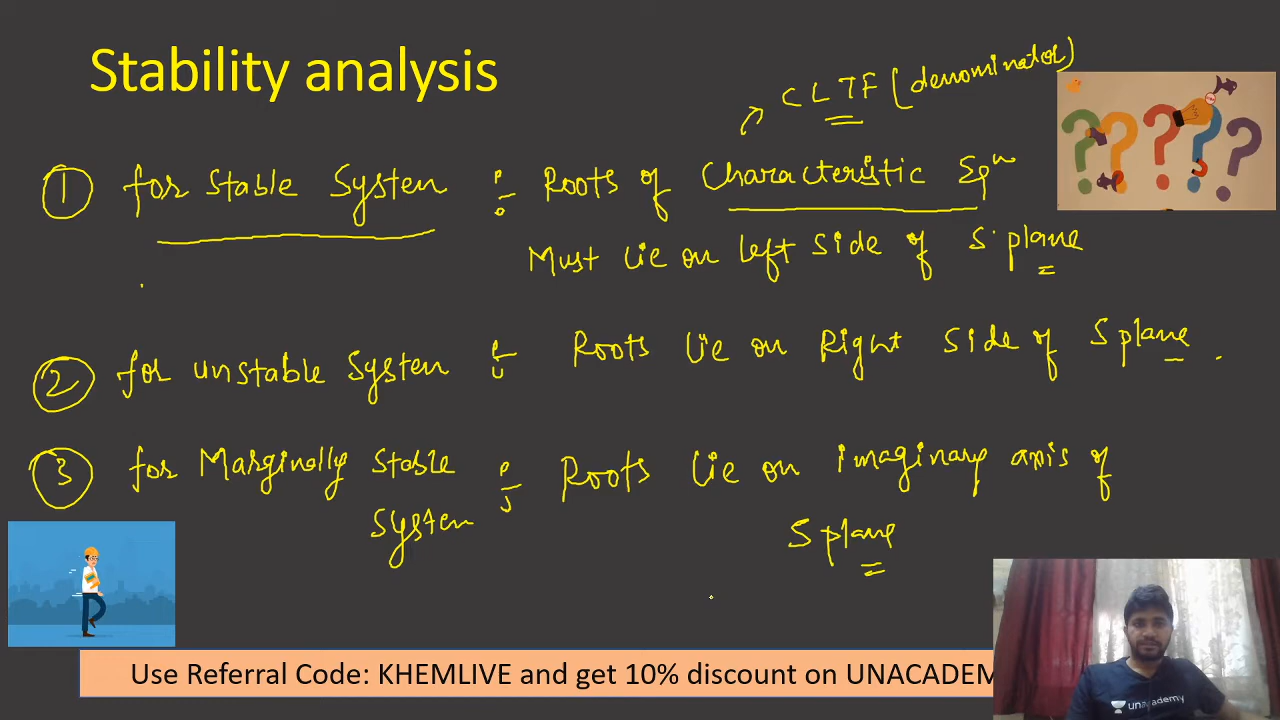 Stability analysis
CLTF (denominator)
① for stable System : Roots of Characteristic Eqn
Must lie on left side of S plane
② for unstable System : Roots lie on Right side of S plane.
③ for Marginally stable System : Roots lie on imaginary axis of S plane
Use Referral Code: KHEMLIVE and get 10% discount on UNACADEM
unacademy